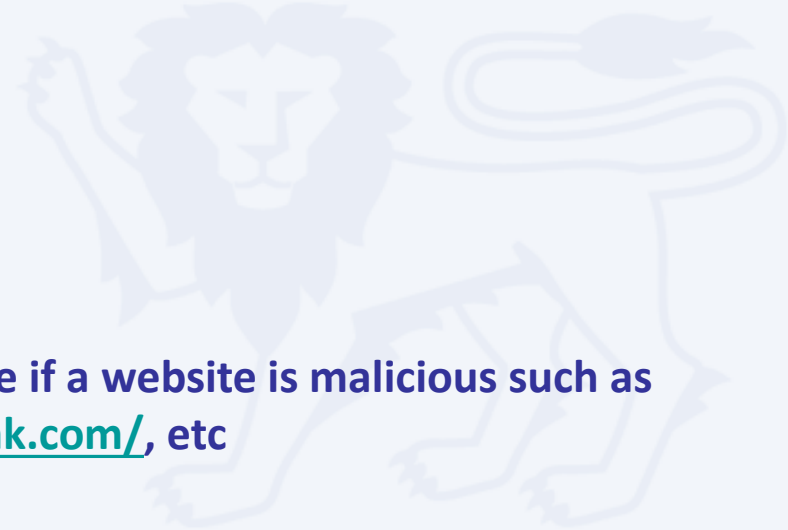 e if a website is malicious such as
k.com/, etc